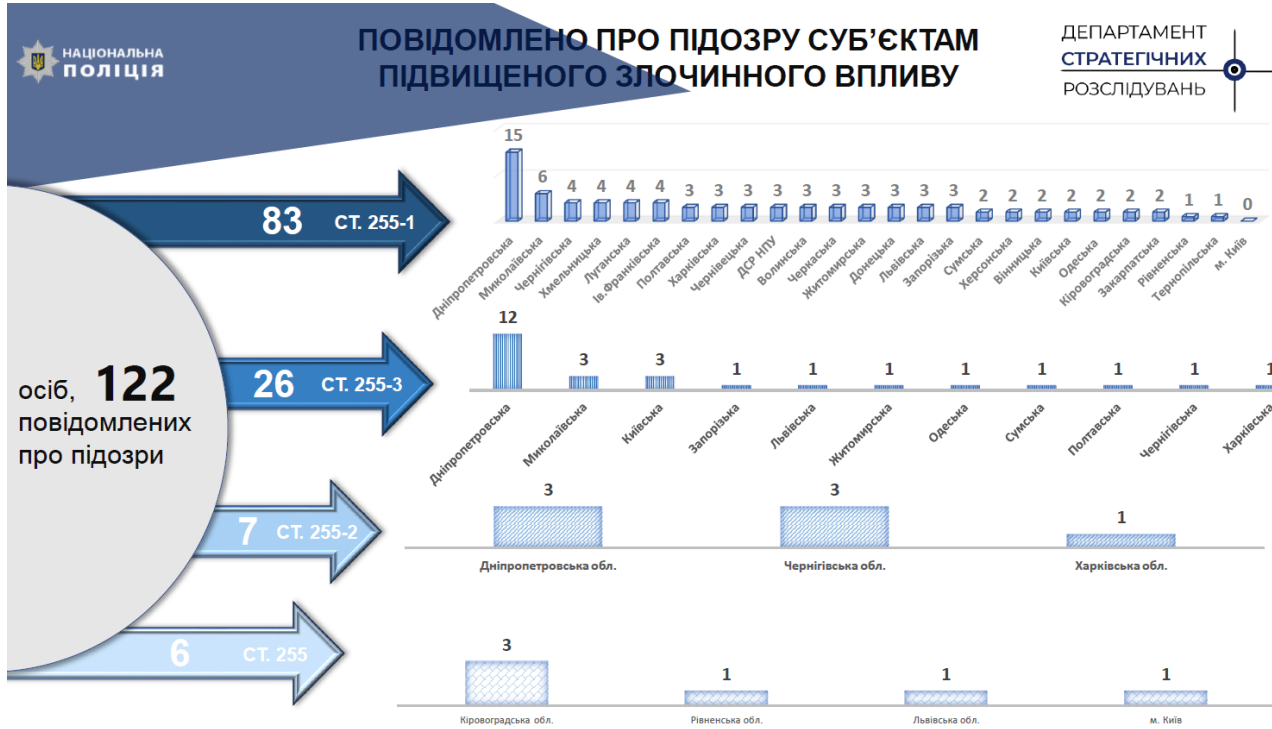 НАЦІОНАЛЬНА
ПОЛІЦІЯ
ПОВІДОМЛЕНО ПРО ПІДОЗРУ СУБ’ЄКТАМ
ПІДВИЩЕНОГО ЗЛОЧИННОГО ВПЛИВУ
ДЕПАРТАМЕНТ
СТРАТЕГІЧНИХ
РОЗСЛІДУВАНЬ
осіб, 122
повідомлених
про підозри
83 СТ. 255-1
15 6 4 4 4 4 3 3 3 3 3 3 3 3 3 3 2 2 2 2 2 2 2 1 1 0
Дніпропетровська
Миколаївська
Чернігівська
Хмельницька
Луганська
Ів.Франківська
Полтавська
Харківська
Чернівецька
ДСР НПУ
Волинська
Черкаська
Житомирська
Донецька
Львівська
Запорізька
Сумська
Херсонська
Вінницька
Київська
Одеська
Кіровоградська
Закарпатська
Рівненська
Тернопільська
м. Київ
26 СТ. 255-3
12 3 3 1 1 1 1 1 1 1 1
Дніпропетровська
Миколаївська
Київська
Запорізька
Львівська
Житомирська
Одеська
Сумська
Полтавська
Чернігівська
Харківська
7 СТ. 255-2
3 3 1
Дніпропетровська обл. Чернігівська обл. Харківська обл.
6 СТ. 255
3 1 1 1
Кіровоградська обл. Рівненська обл. Львівська обл. м. Київ